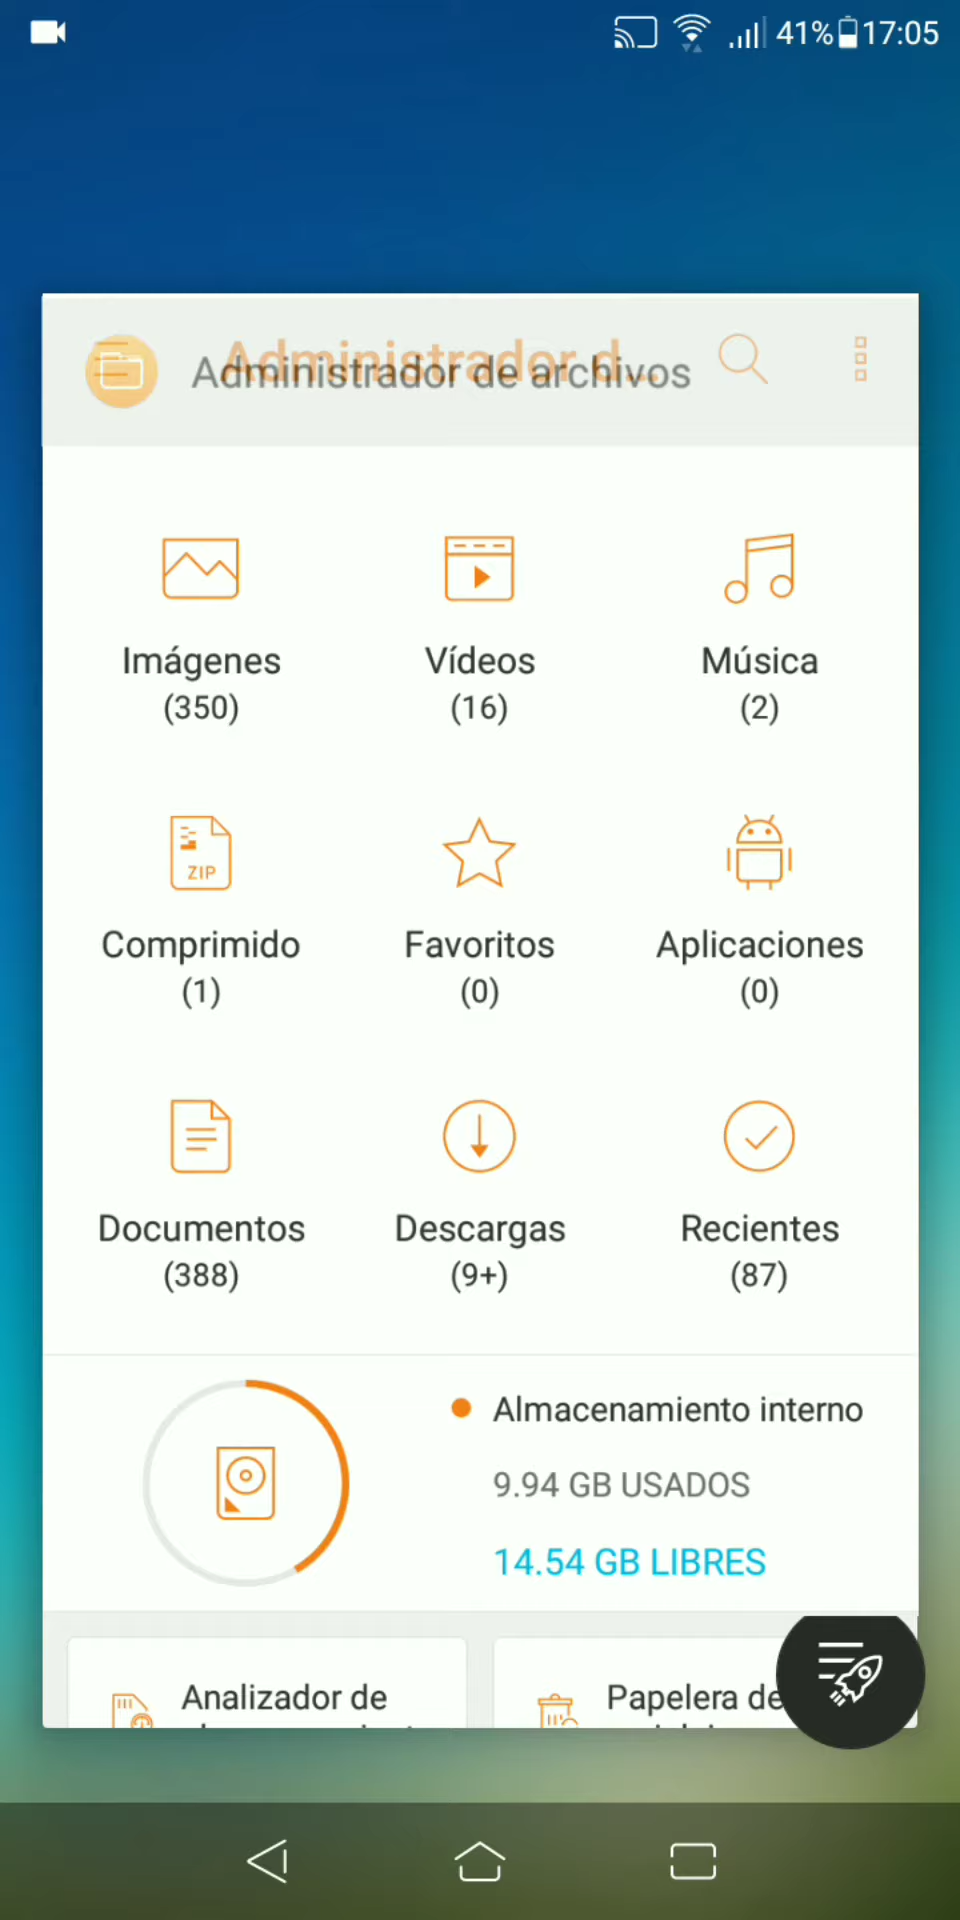 41% 17:05
Administrador d...
Administrador de archivos
Imágenes Vídeos Música
(350) (16) (2)
ZIP
Comprimido Favoritos Aplicaciones
(1) (0) (0)
Documentos Descargas Recientes
(388) (9+) (87)
Almacenamiento interno
9.94 GB USADOS
14.54 GB LIBRES
Analizador de Papelera de